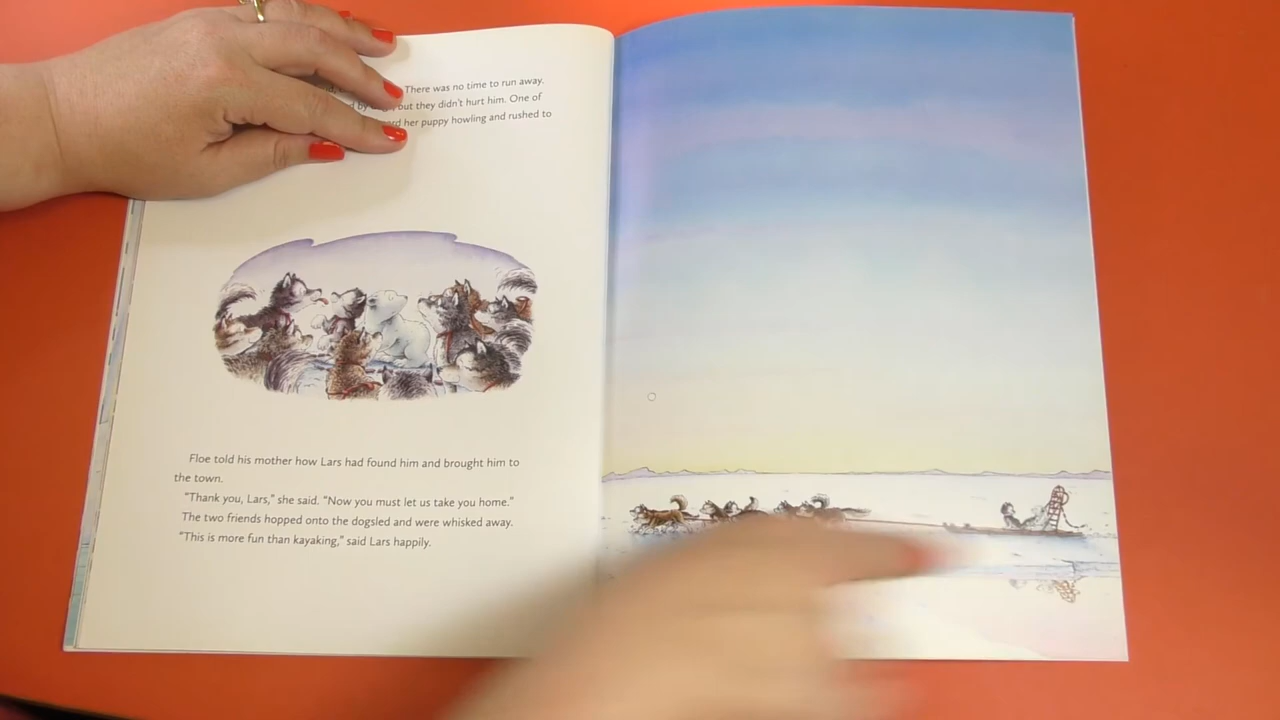 There was no time to run away.
but they didn't hurt him. One of
her puppy howling and rushed to
Floe told his mother how Lars had found him and brought him to
the town.
"Thank you, Lars," she said. "Now you must let us take you home."
The two friends hopped onto the dogsled and were whisked away.
"This is more fun than kayaking," said Lars happily.